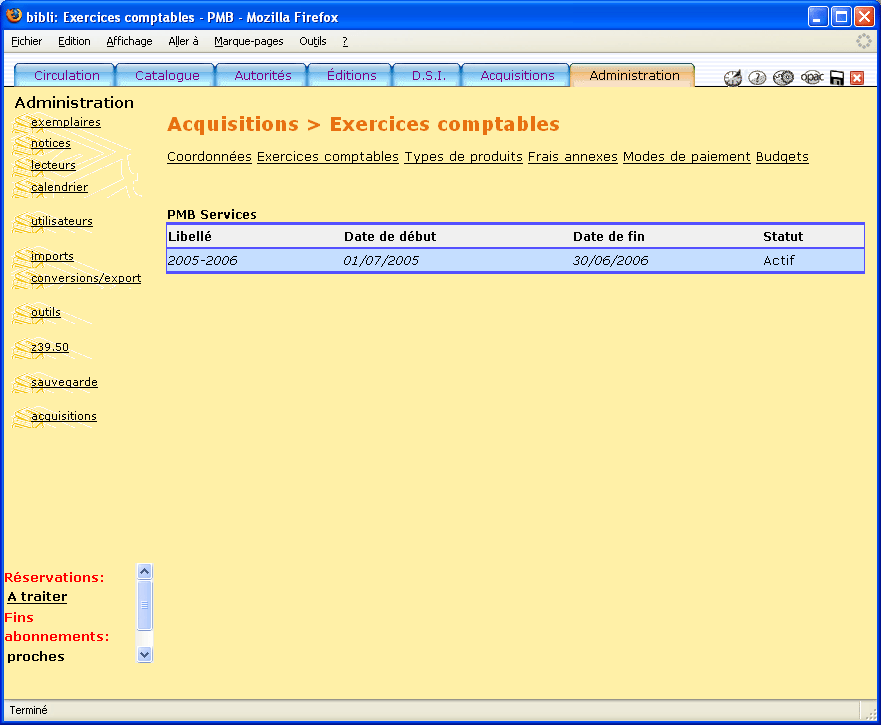 bibli: Exercices comptables - PMB - Mozilla Firefox
Fichier Edition Affichage Aller à Marque-pages Outils ?
Circulation Catalogue Autorités Éditions D.S.I. Acquisitions Administration opac
Administration
exemplaires
notices
lecteurs
calendrier
utilisateurs
imports
conversions/export
outils
z39.50
sauvegarde
acquisitions
Réservations:
A traiter
Fins
abonnements:
proches
Acquisitions > Exercices comptables
Coordonnées Exercices comptables Types de produits Frais annexes Modes de paiement Budgets
PMB Services
Libellé Date de début Date de fin Statut
2005-2006 01/07/2005 30/06/2006 Actif
Terminé